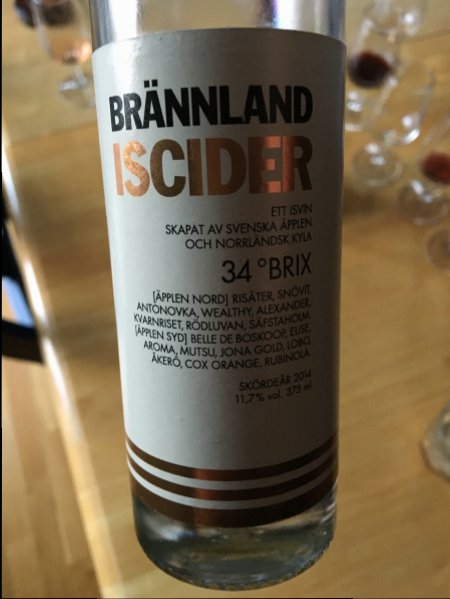 BRÄNNLAND
ISCIDER
ETT ISVIN
SKAPAT AV SVENSKA ÄPPLEN
OCH NORRLÄNDSK KYLA
34 °BRIX
[ÄPPLEN NORD] RISÄTER, SNÖVIT,
ANTONOVKA, WEALTHY, ALEXANDER,
KVARNRISET, RÖDLUVAN, SÄFSTAHOLM.
[ÄPPLEN SYD] BELLE DE BOSKOOP, ELISE,
AROMA, MUTSU, JONA GOLD, LOBO,
ÅKERÖ, COX ORANGE, RUBINOLA.
SKÖRDEÅR 2014
11,7% vol. 375 ml